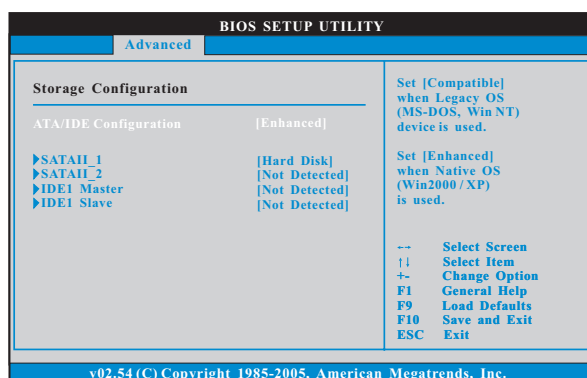 BIOS SETUP UTILITY
Advanced
Storage Configuration
ATA/IDE Configuration [Enhanced]
SATAII_1 [Hard Disk]
SATAII_2 [Not Detected]
IDE1 Master [Not Detected]
IDE1 Slave [Not Detected]
Set [Compatible]
when Legacy OS
(MS-DOS, Win NT)
device is used.
Set [Enhanced]
when Native OS
(Win2000 / XP)
is used.
←→ Select Screen
↑↓ Select Item
+- Change Option
F1 General Help
F9 Load Defaults
F10 Save and Exit
ESC Exit
v02.54 (C) Copyright 1985-2005, American Megatrends, Inc.